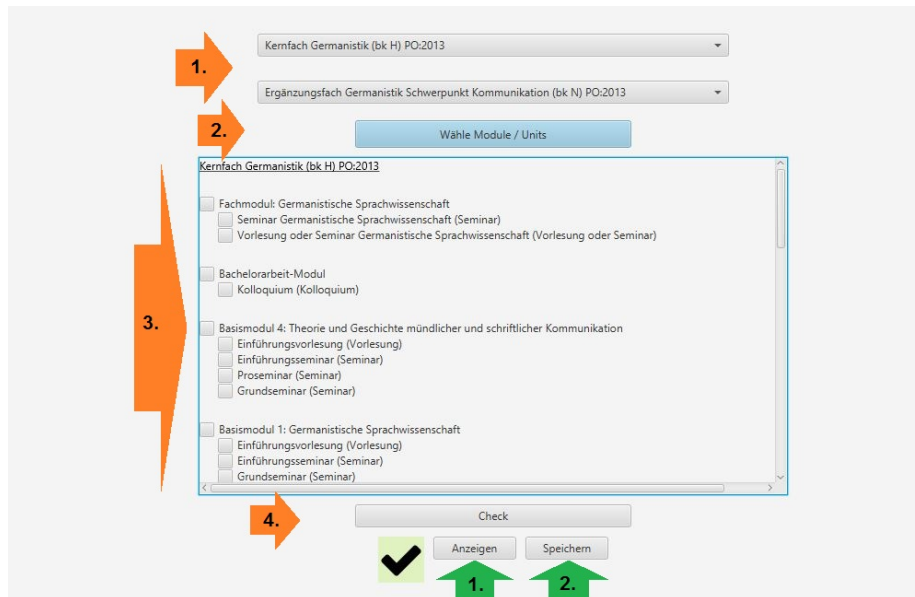 Kernfach Germanistik (bk H) PO:2013
1.
Ergänzungsfach Germanistik Schwerpunkt Kommunikation (bk N) PO:2013
2.
Wähle Module / Units
Kernfach Germanistik (bk H) PO:2013
Fachmodul: Germanistische Sprachwissenschaft
Seminar Germanistische Sprachwissenschaft (Seminar)
Vorlesung oder Seminar Germanistische Sprachwissenschaft (Vorlesung oder Seminar)
Bachelorarbeit-Modul
Kolloquium (Kolloquium)
3.
Basismodul 4: Theorie und Geschichte mündlicher und schriftlicher Kommunikation
Einführungsvorlesung (Vorlesung)
Einführungsseminar (Seminar)
Proseminar (Seminar)
Grundseminar (Seminar)
Basismodul 1: Germanistische Sprachwissenschaft
Einführungsvorlesung (Vorlesung)
Einführungsseminar (Seminar)
Grundseminar (Seminar)
4.
Check
Anzeigen
Speichern
1.
2.